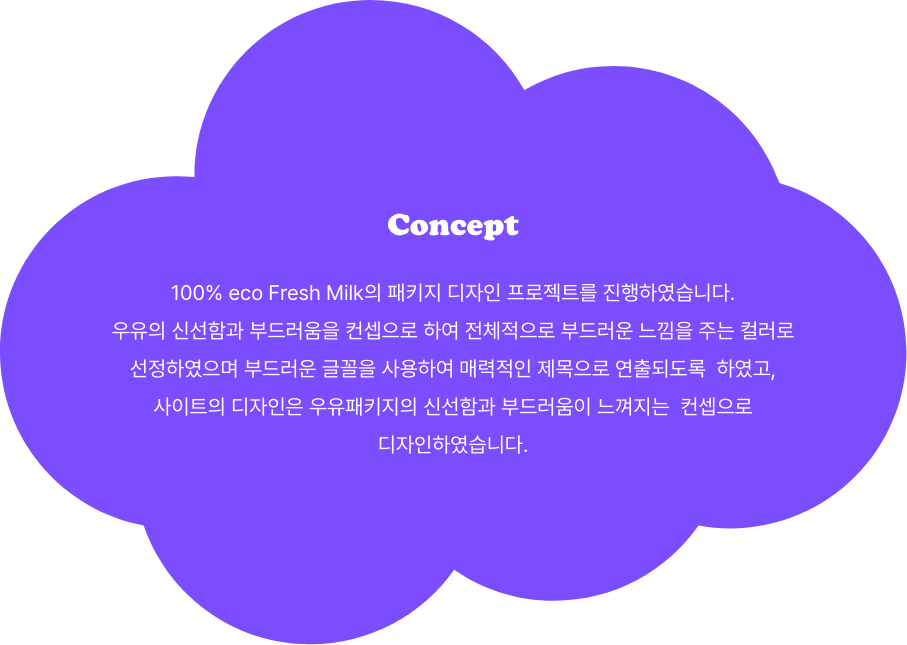 Concept
100% eco Fresh Milk의 패키지 디자인 프로젝트를 진행하였습니다.
우유의 신선함과 부드러움을 컨셉으로 하여 전체적으로 부드러운 느낌을 주는 컬러로
선정하였으며 부드러운 글꼴을 사용하여 매력적인 제목으로 연출되도록  하였고,
사이트의 디자인은 우유패키지의 신선함과 부드러움이 느껴지는  컨셉으로
디자인하였습니다.